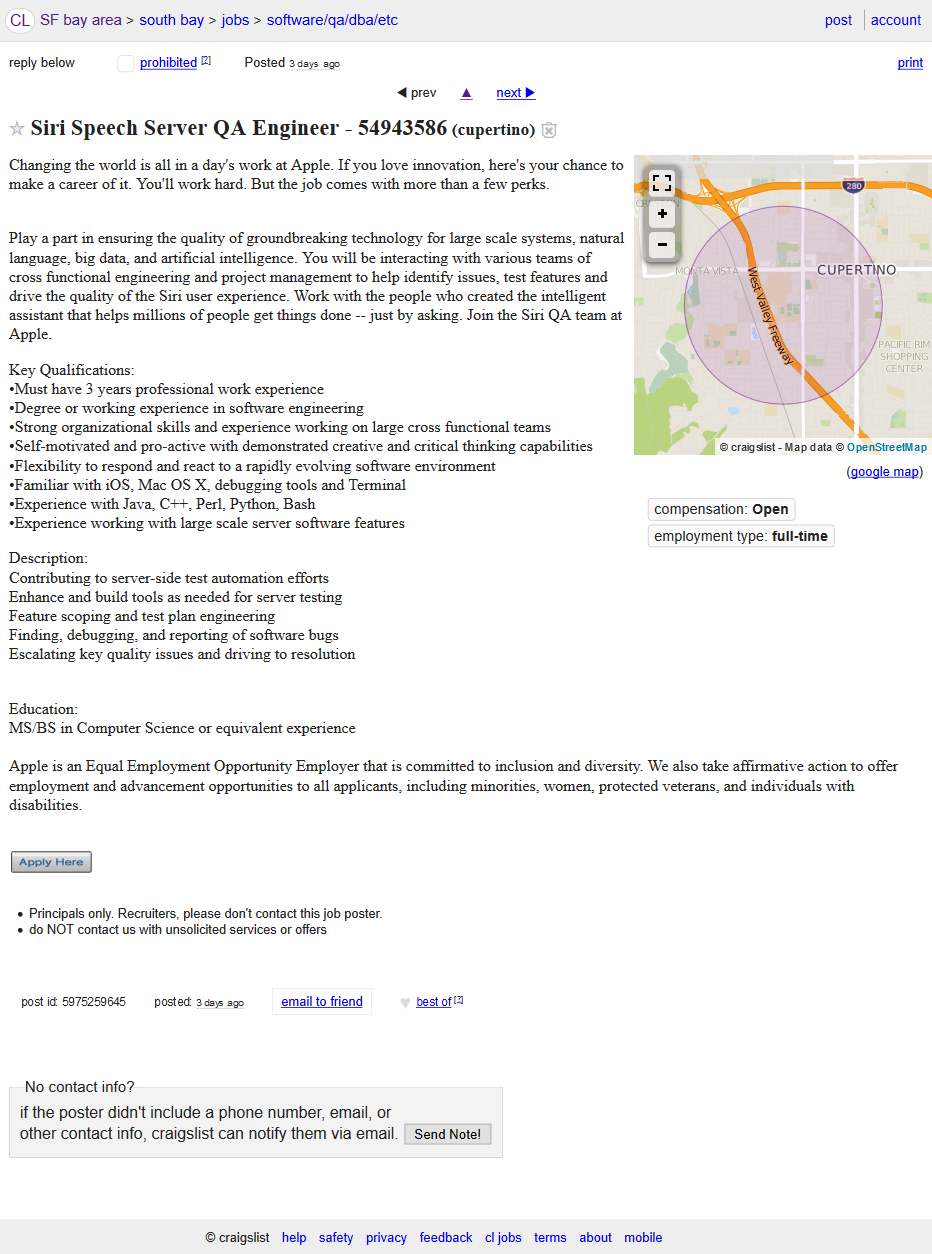 CL SF bay area > south bay > jobs > software/qa/dba/etc post account
reply below prohibited [?] Posted 3 days ago print
◀ prev ▲ next ▶
☆ Siri Speech Server QA Engineer - 54943586 (cupertino)
Changing the world is all in a day's work at Apple. If you love innovation, here's your chance to
make a career of it. You'll work hard. But the job comes with more than a few perks.
Play a part in ensuring the quality of groundbreaking technology for large scale systems, natural
language, big data, and artificial intelligence. You will be interacting with various teams of
cross functional engineering and project management to help identify issues, test features and
drive the quality of the Siri user experience. Work with the people who created the intelligent
assistant that helps millions of people get things done -- just by asking. Join the Siri QA team at
Apple.
Key Qualifications:
•Must have 3 years professional work experience
•Degree or working experience in software engineering
•Strong organizational skills and experience working on large cross functional teams
•Self-motivated and pro-active with demonstrated creative and critical thinking capabilities
•Flexibility to respond and react to a rapidly evolving software environment
•Familiar with iOS, Mac OS X, debugging tools and Terminal
•Experience with Java, C++, Perl, Python, Bash
•Experience working with large scale server software features
Description:
Contributing to server-side test automation efforts
Enhance and build tools as needed for server testing
Feature scoping and test plan engineering
Finding, debugging, and reporting of software bugs
Escalating key quality issues and driving to resolution
Education:
MS/BS in Computer Science or equivalent experience
Apple is an Equal Employment Opportunity Employer that is committed to inclusion and diversity. We also take affirmative action to offer
employment and advancement opportunities to all applicants, including minorities, women, protected veterans, and individuals with
disabilities.
+
-
280
MONTA VISTA
CUPERTINO
West Valley Freeway
PACIFIC RIM
SHOPPING
CENTER
© craigslist - Map data © OpenStreetMap
(google map)
compensation: Open
employment type: full-time
Apply Here
• Principals only. Recruiters, please don't contact this job poster.
• do NOT contact us with unsolicited services or offers
post id: 5975259645 posted: 3 days ago email to friend ♥ best of [?]
No contact info?
if the poster didn't include a phone number, email, or
other contact info, craigslist can notify them via email. Send Note!
© craigslist help safety privacy feedback cl jobs terms about mobile